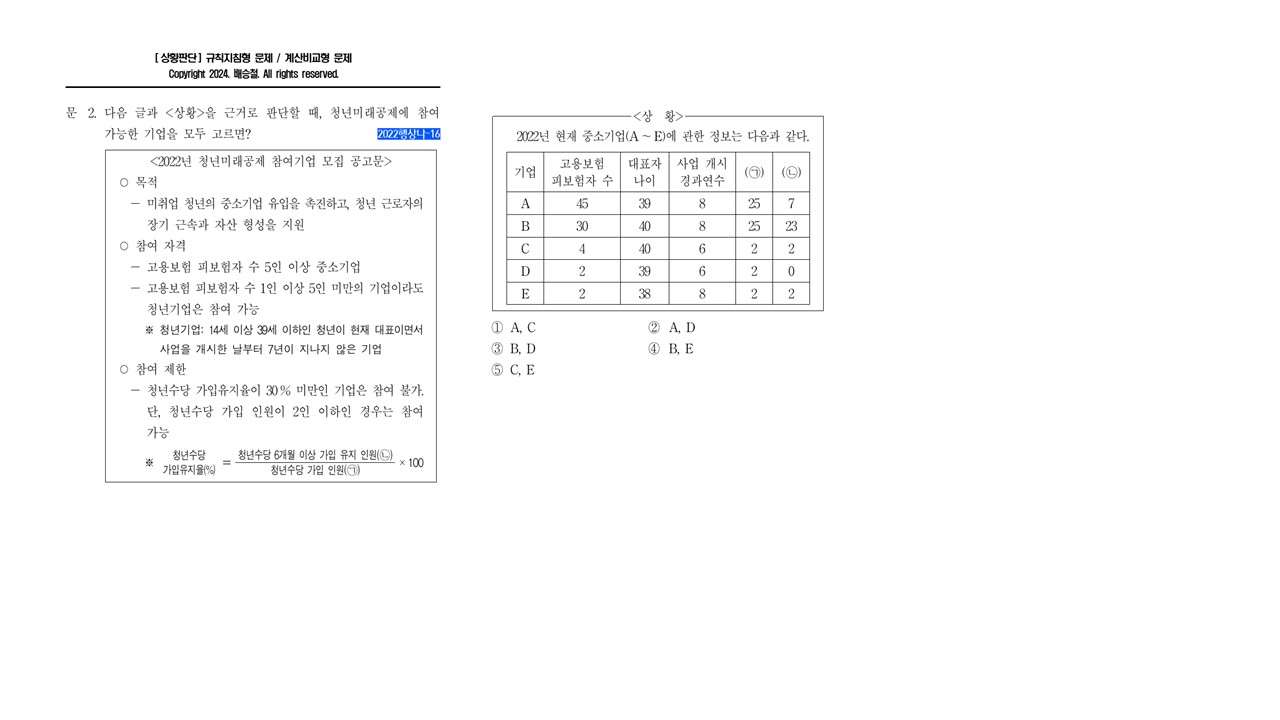 [상황판단] 규칙지침형 문제 / 계산비교형 문제
Copyright 2024. 배승철. All rights reserved.
문 2. 다음 글과 <상황>을 근거로 판단할 때, 청년미래공제에 참여
가능한 기업을 모두 고르면? 2022행상나-16
<2022년 청년미래공제 참여기업 모집 공고문>
○ 목적
- 미취업 청년의 중소기업 유입을 촉진하고, 청년 근로자의
장기 근속과 자산 형성을 지원
○ 참여 자격
- 고용보험 피보험자 수 5인 이상 중소기업
- 고용보험 피보험자 수 1인 이상 5인 미만의 기업이라도
청년기업은 참여 가능
※ 청년기업: 14세 이상 39세 이하인 청년이 현재 대표이면서
사업을 개시한 날부터 7년이 지나지 않은 기업
○ 참여 제한
- 청년수당 가입유지율이 30% 미만인 기업은 참여 불가.
단, 청년수당 가입 인원이 2인 이하인 경우는 참여
가능
※ 청년수당 가입유지율(%) = 청년수당 6개월 이상 가입 유지 인원(㉡) / 청년수당 가입 인원(㉠) × 100
<상 황>
2022년 현재 중소기업(A ~ E)에 관한 정보는 다음과 같다.
기업 고용보험 피보험자 수 대표자 나이 사업 개시 경과연수 (㉠) (㉡)
A 45 39 8 25 7
B 30 40 8 25 23
C 4 40 6 2 2
D 2 39 6 2 0
E 2 38 8 2 2
① A, C ② A, D
③ B, D ④ B, E
⑤ C, E